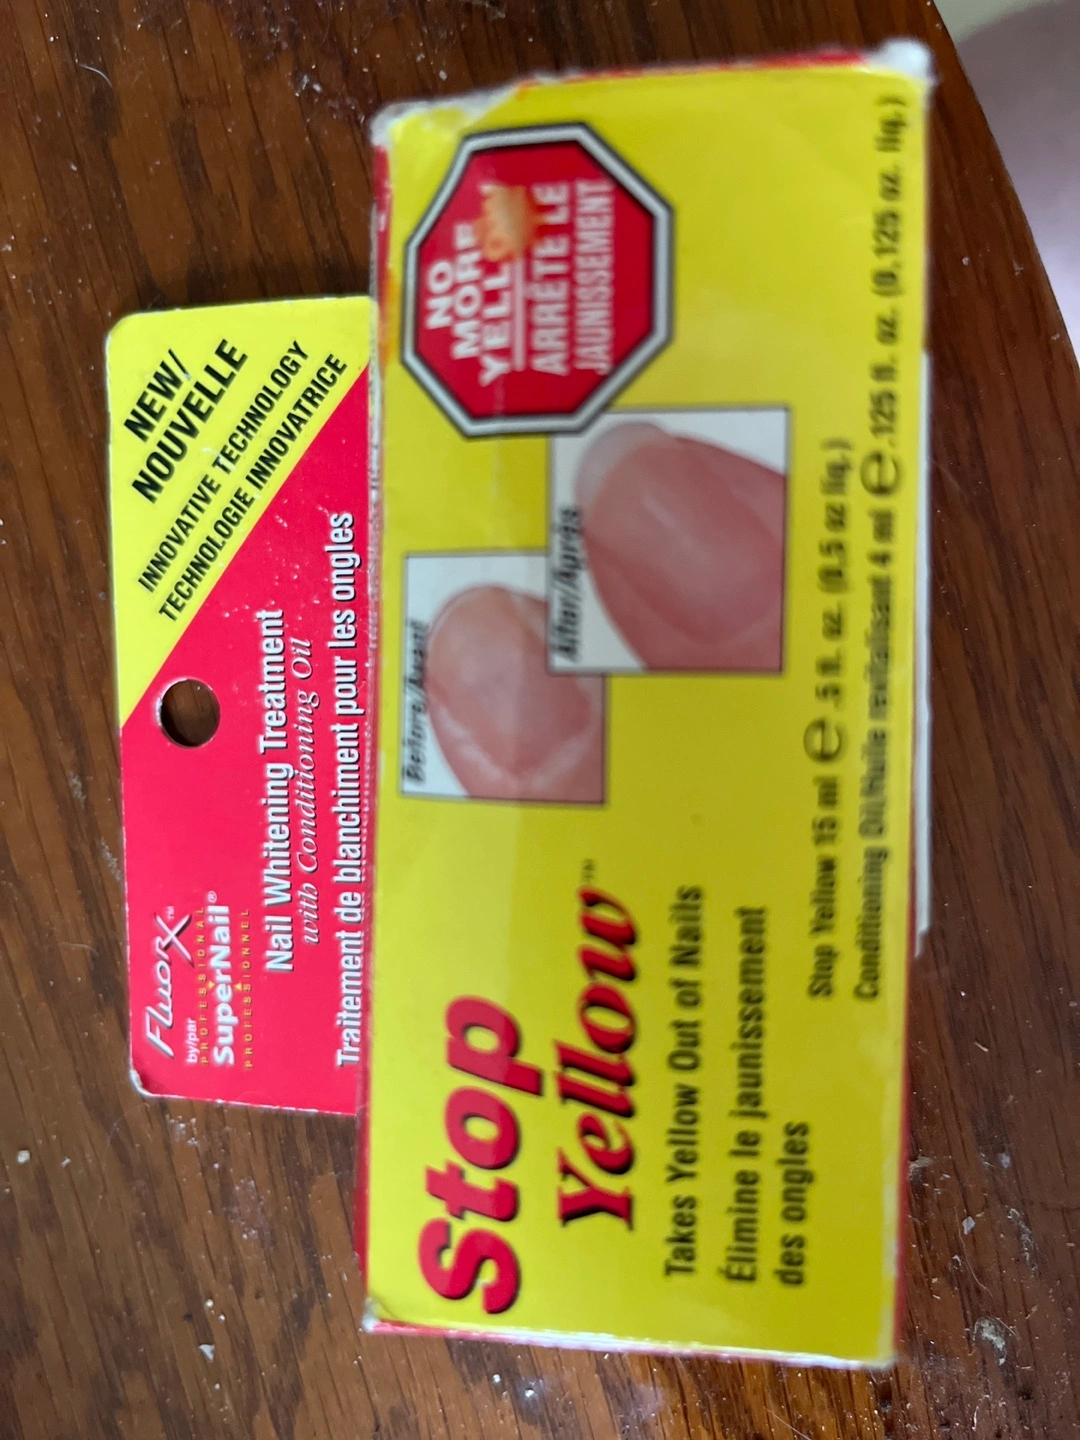 NEW/
NOUVELLE
INNOVATIVE TECHNOLOGY
TECHNOLOGIE INNOVATRICE
FluorX™
by/par
PROFESSIONAL
SuperNail®
PROFESSIONNEL
Nail Whitening Treatment
with Conditioning Oil
Traitement de blanchiment pour les ongles
NO
MORE
YELLOW
ARRÊTE LE
JAUNISSEMENT
Before/Avant
After/Après
Stop
Yellow™
Takes Yellow Out of Nails
Élimine le jaunissement
des ongles
Stop Yellow 15 ml ℮ .5 fl. oz. (0.5 oz liq.)
Conditioning Oil/Huile revitalisant 4 ml ℮ .125 fl. oz. (0.125 oz. liq.)